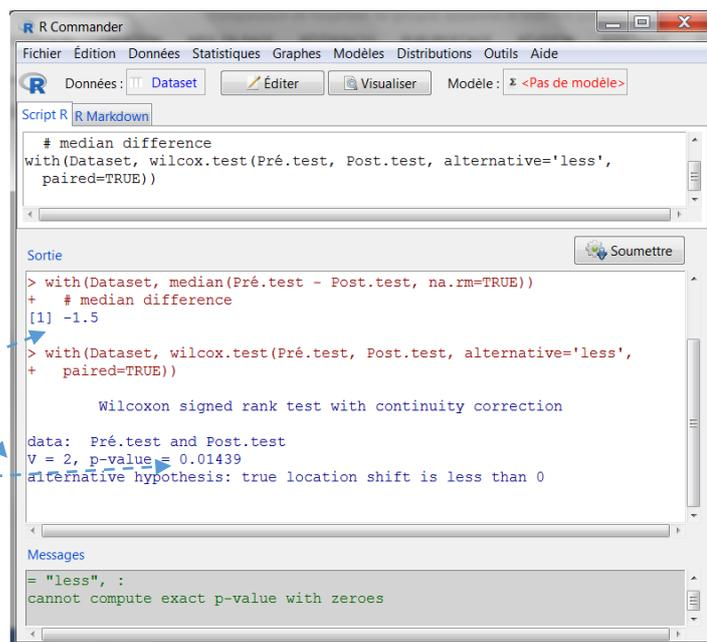 R Commander
Fichier Édition Données Statistiques Graphes Modèles Distributions Outils Aide
Données : Dataset Éditer Visualiser Modèle : Σ <Pas de modèle>
Script R R Markdown
# median difference
with(Dataset, wilcox.test(Pré.test, Post.test, alternative='less',
paired=TRUE))
Sortie Soumettre
> with(Dataset, median(Pré.test - Post.test, na.rm=TRUE))
+ # median difference
[1] -1.5
> with(Dataset, wilcox.test(Pré.test, Post.test, alternative='less',
+ paired=TRUE))
Wilcoxon signed rank test with continuity correction
data: Pré.test and Post.test
V = 2, p-value = 0.01439
alternative hypothesis: true location shift is less than 0
Messages
= "less", :
cannot compute exact p-value with zeroes